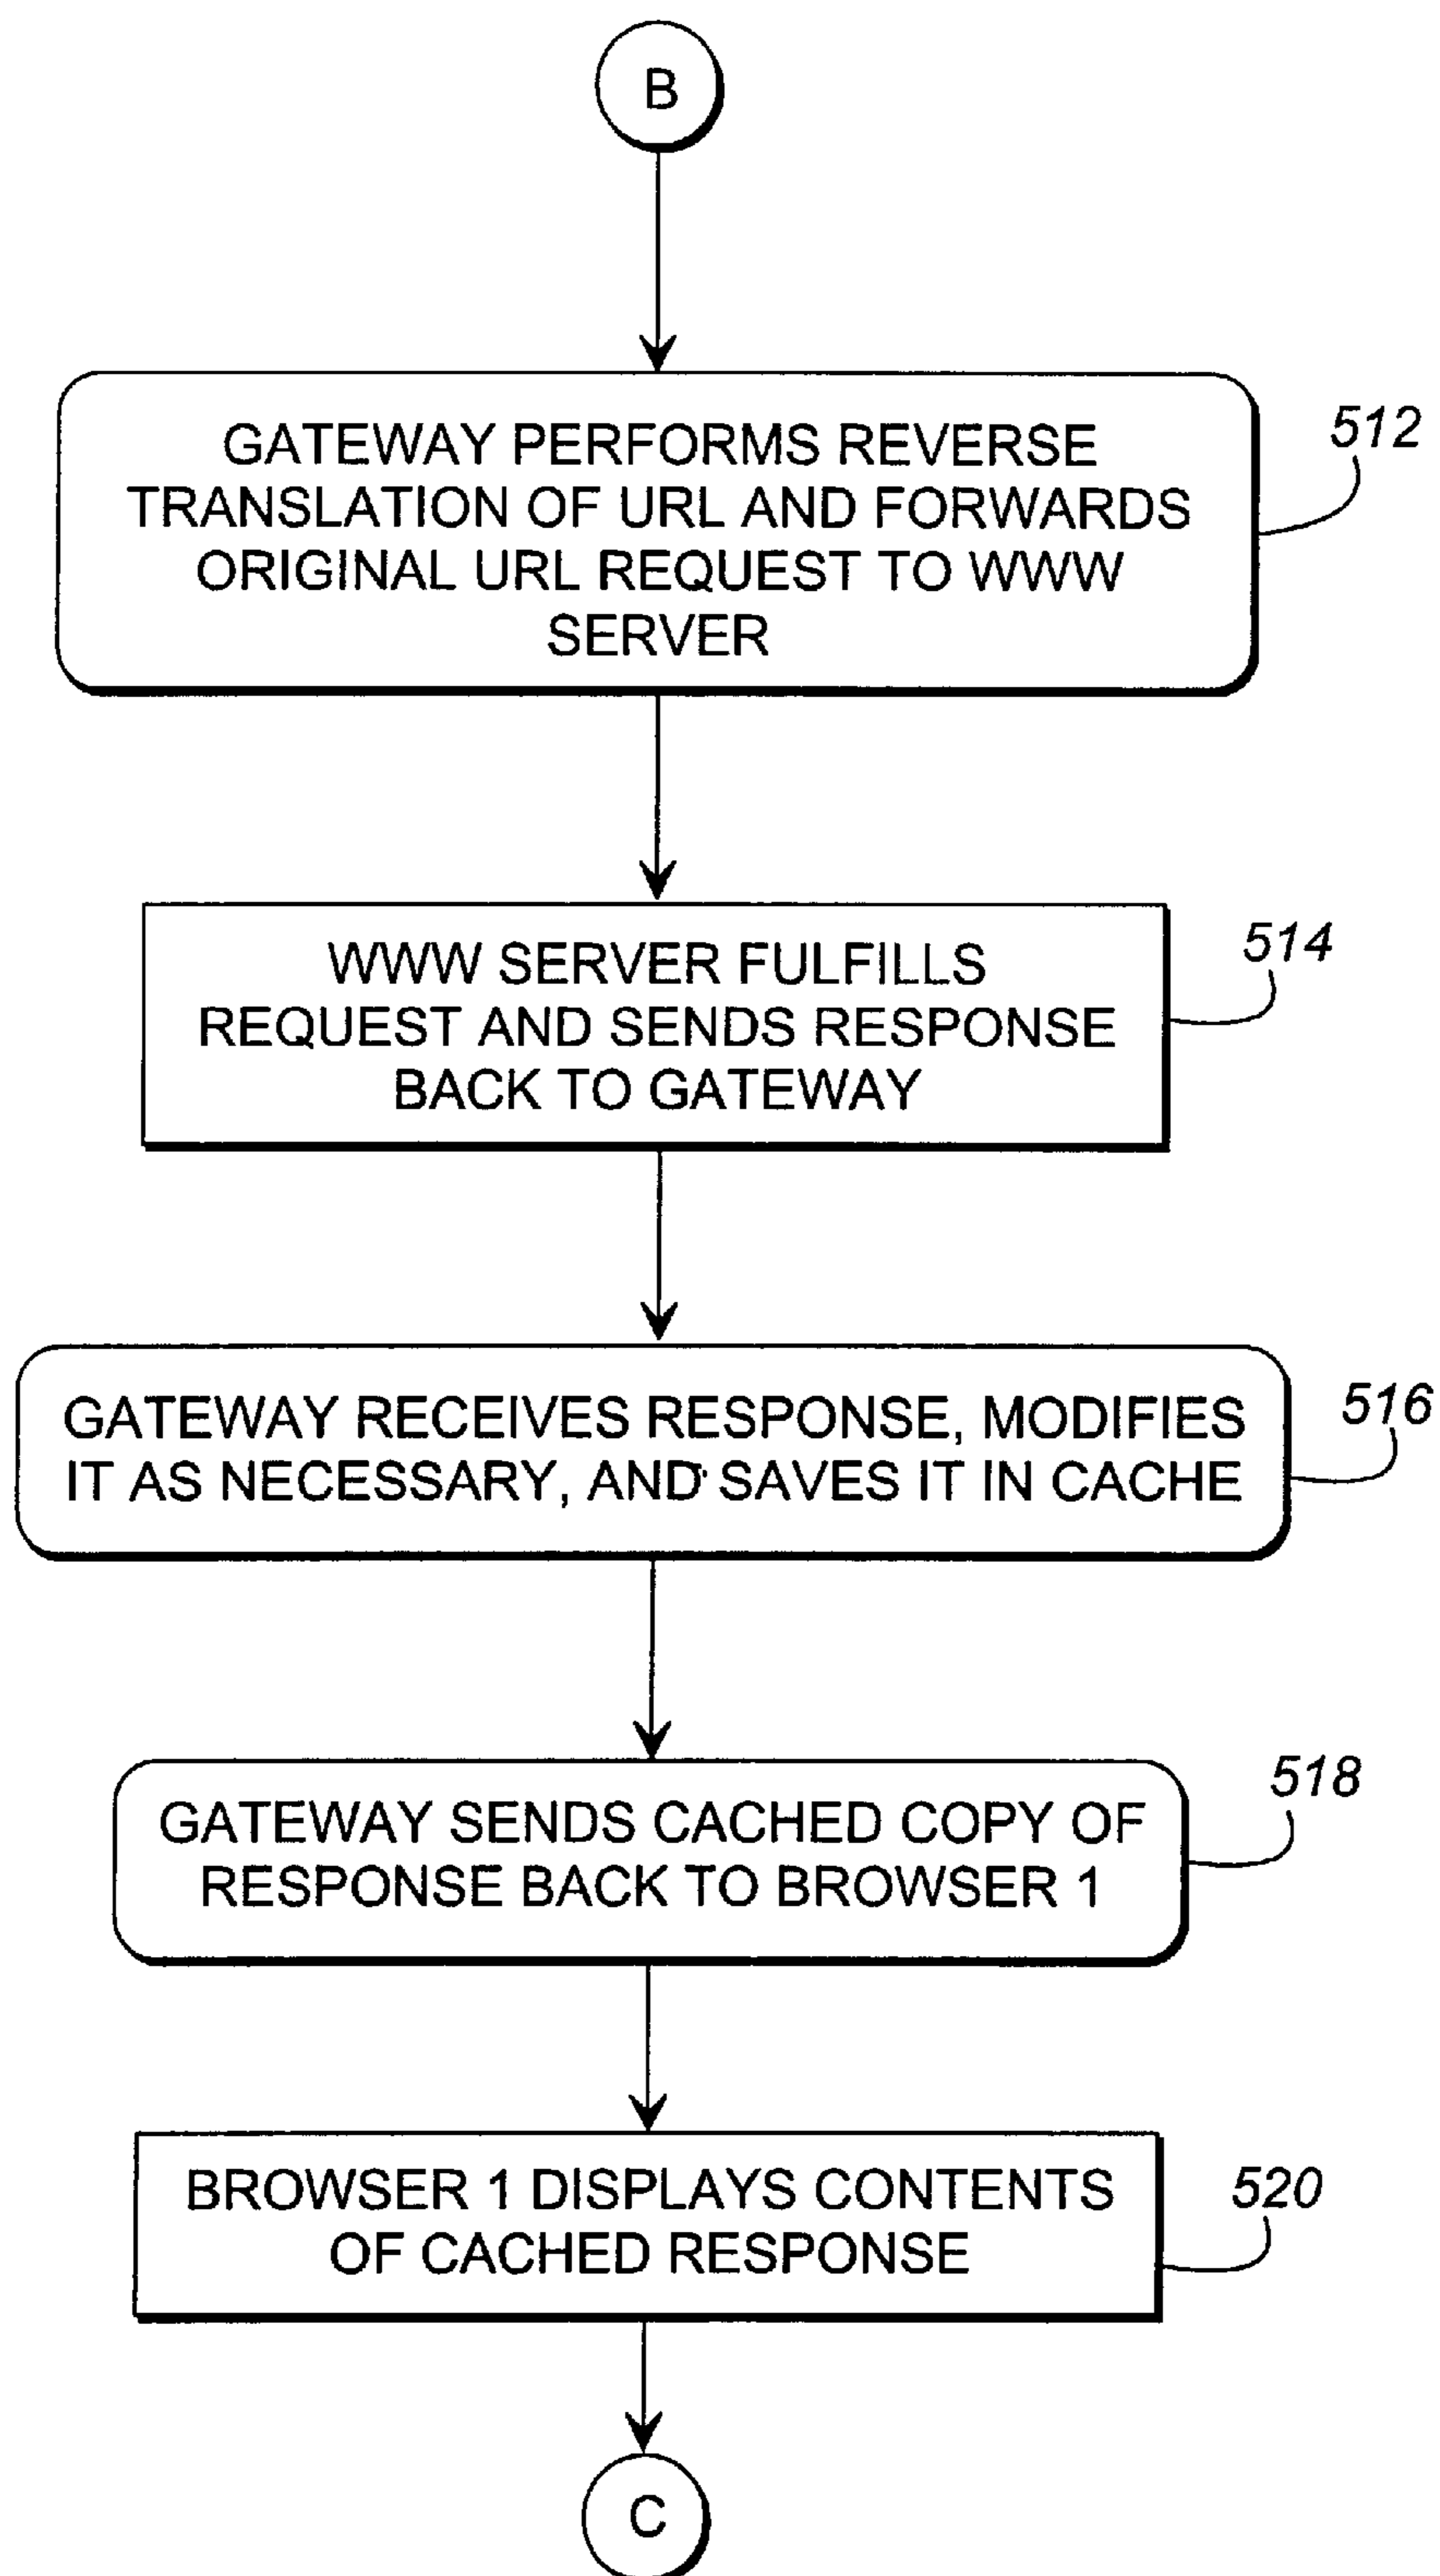 B
GATEWAY PERFORMS REVERSE
TRANSLATION OF URL AND FORWARDS
ORIGINAL URL REQUEST TO WWW
SERVER
512
WWW SERVER FULFILLS
REQUEST AND SENDS RESPONSE
BACK TO GATEWAY
514
GATEWAY RECEIVES RESPONSE, MODIFIES
IT AS NECESSARY, AND SAVES IT IN CACHE
516
GATEWAY SENDS CACHED COPY OF
RESPONSE BACK TO BROWSER 1
518
BROWSER 1 DISPLAYS CONTENTS
OF CACHED RESPONSE
520
C